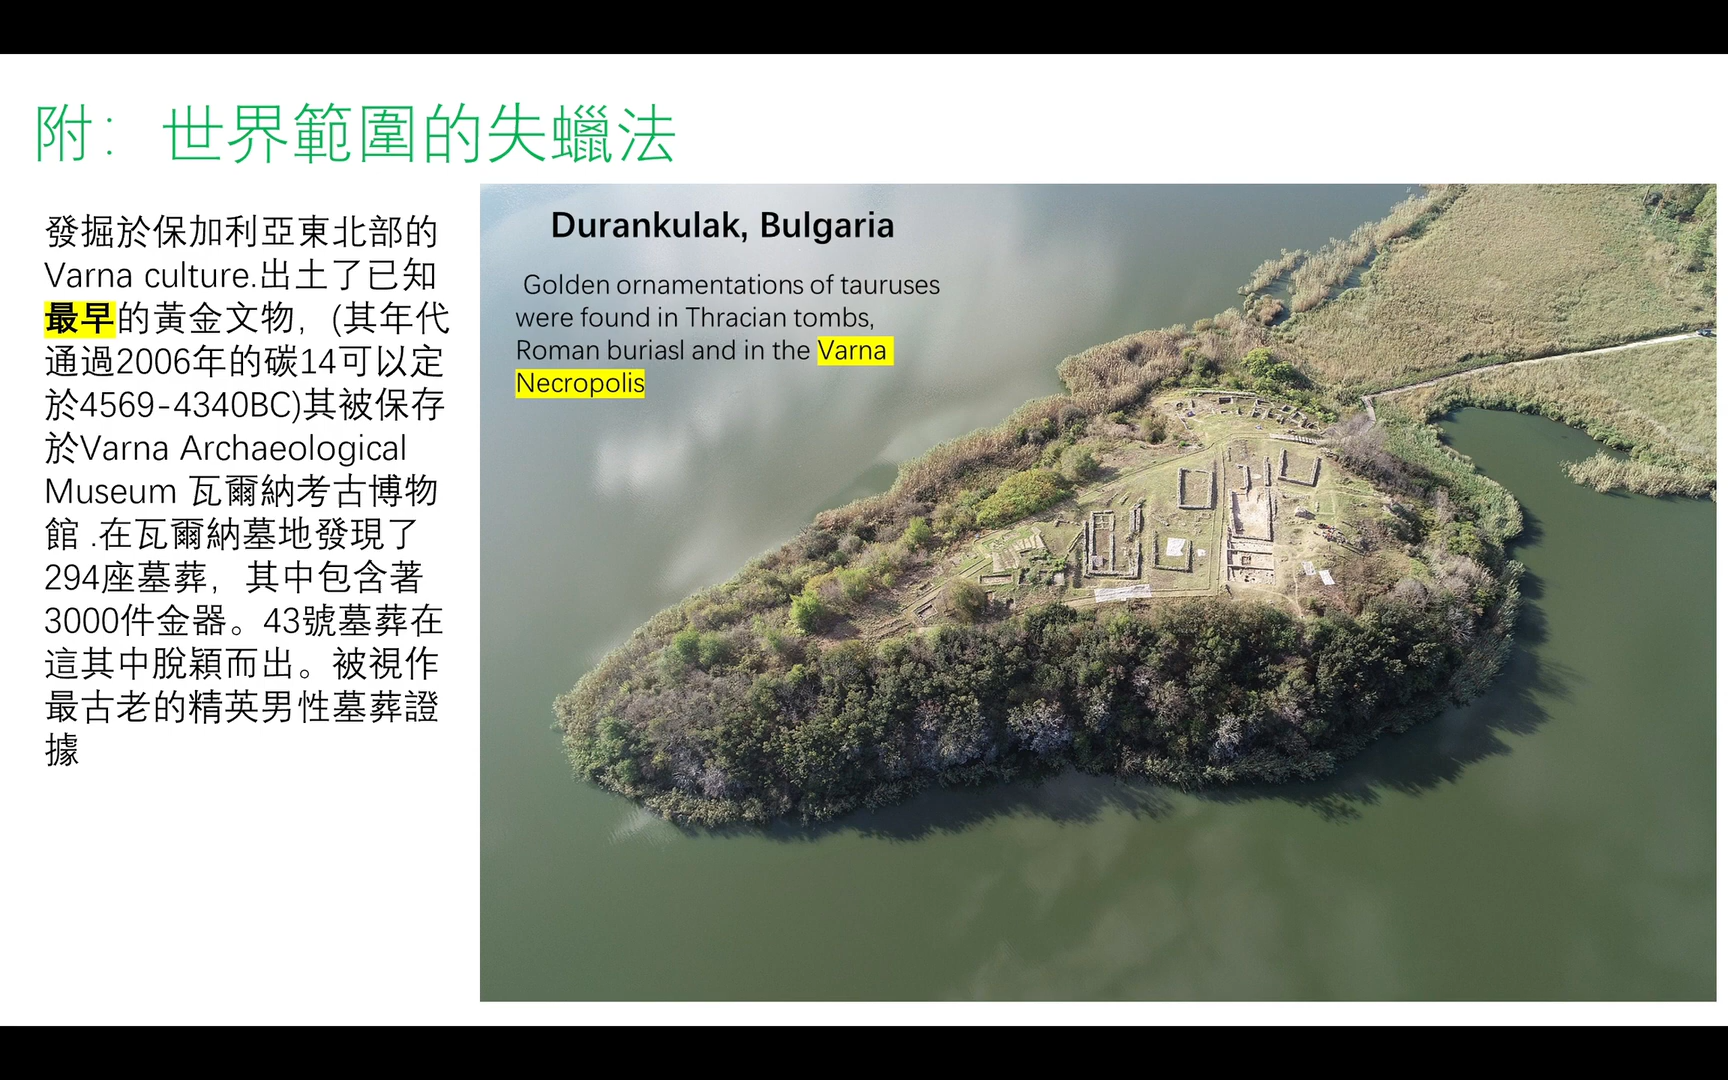 附：世界範圍的失蠟法
發掘於保加利亞東北部的
Varna culture.出土了已知
最早的黃金文物，(其年代
通過2006年的碳14可以定
於4569-4340BC)其被保存
於Varna Archaeological
Museum 瓦爾納考古博物
館 .在瓦爾納墓地發現了
294座墓葬，其中包含著
3000件金器。43號墓葬在
這其中脫穎而出。被視作
最古老的精英男性墓葬證
據
Durankulak, Bulgaria
Golden ornamentations of tauruses
were found in Thracian tombs,
Roman buriasl and in the Varna
Necropolis